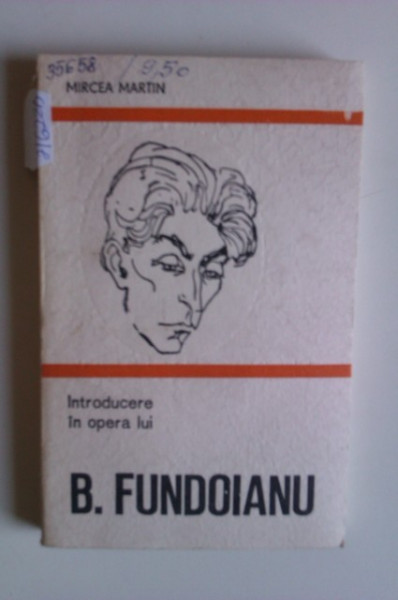 35658 / 9,50
MIRCEA MARTIN
Introducere
în opera lui
B. FUNDOIANU